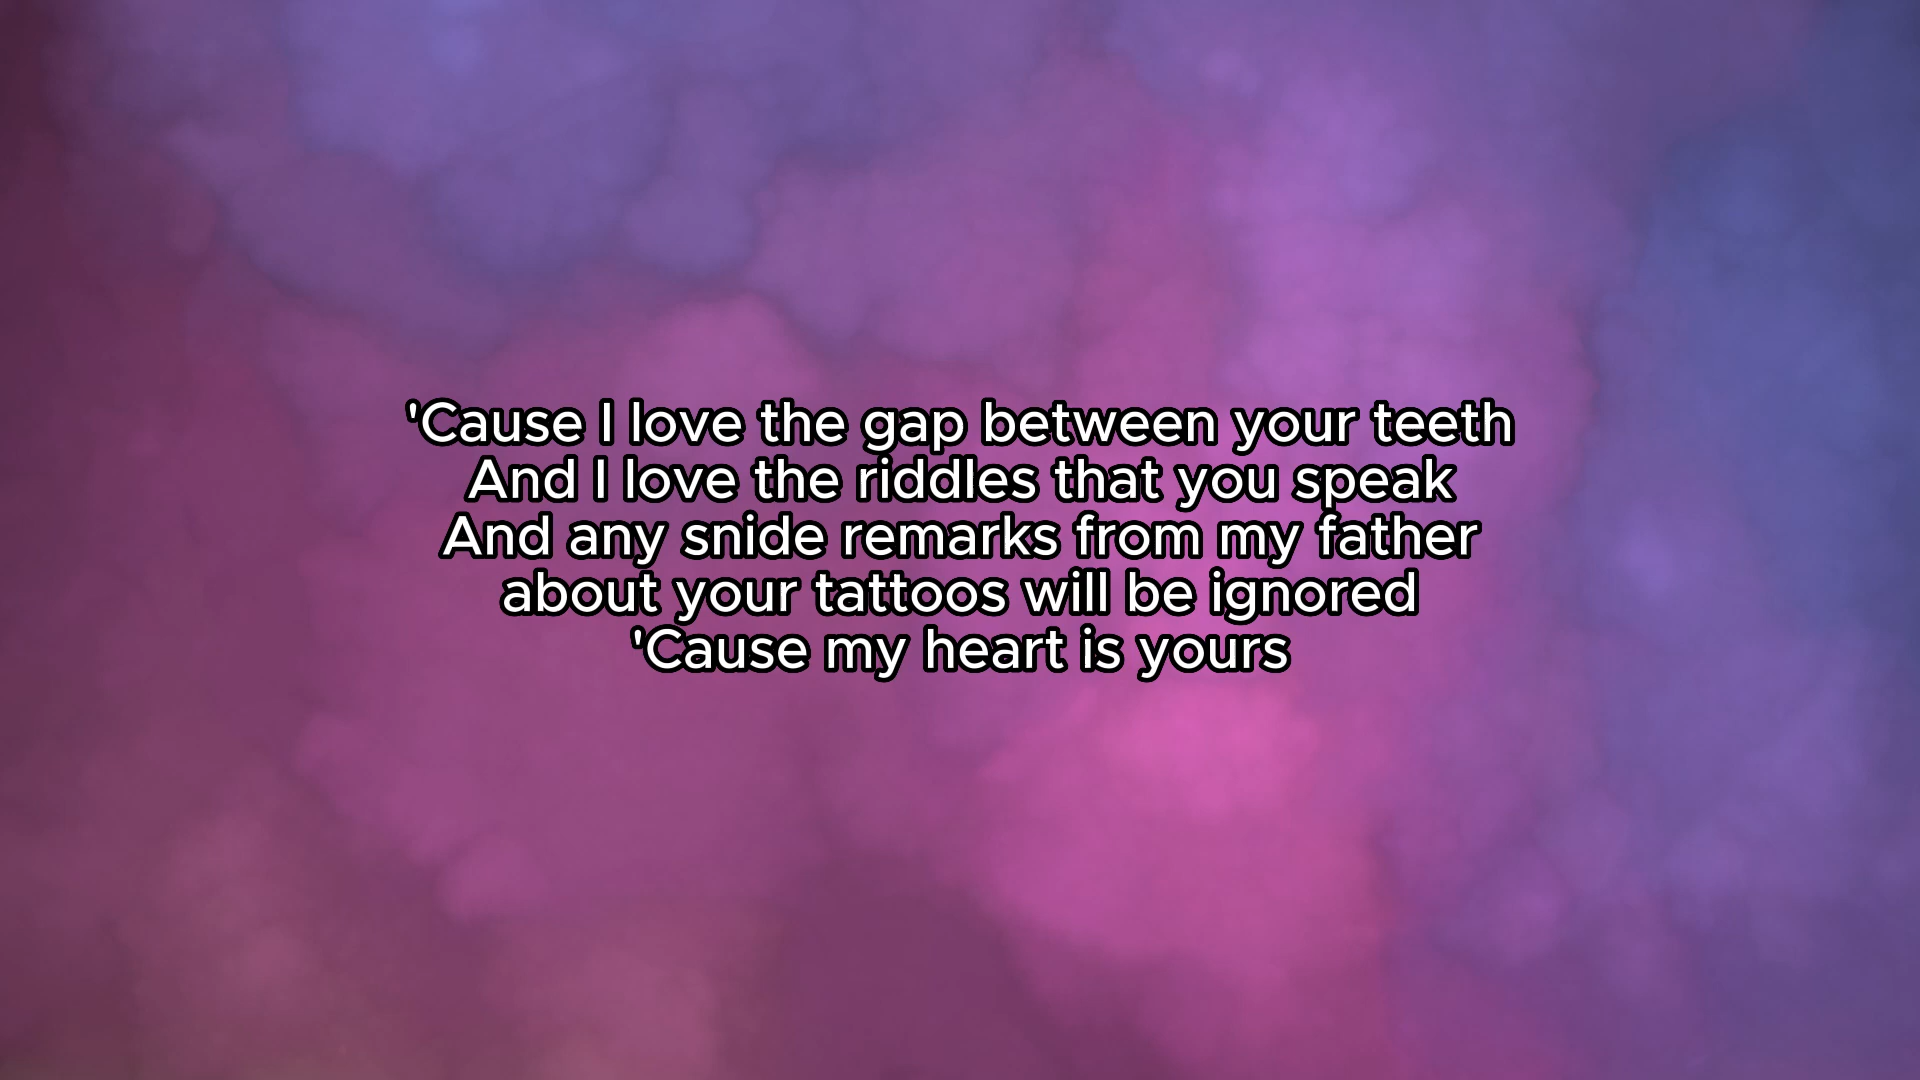 'Cause I love the gap between your teeth
And I love the riddles that you speak
And any snide remarks from my father
about your tattoos will be ignored
'Cause my heart is yours